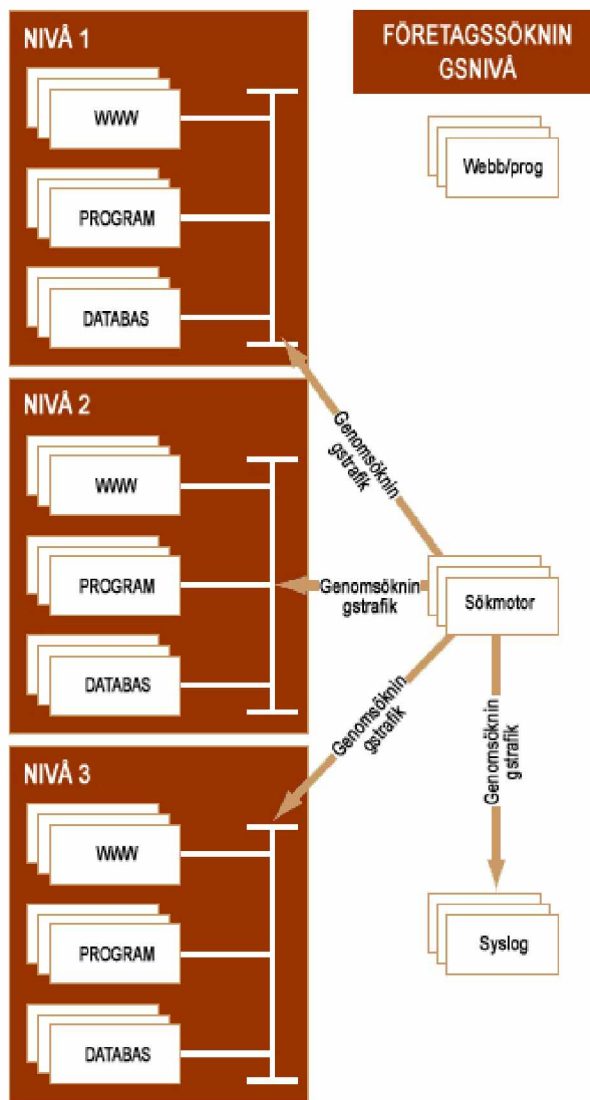 NIVÅ 1
WWW
PROGRAM
DATABAS
NIVÅ 2
WWW
PROGRAM
DATABAS
NIVÅ 3
WWW
PROGRAM
DATABAS
FÖRETAGSSÖKNIN
GSNIVÅ
Webb/prog
Genomsöknin
gstrafik
Genomsöknin
gstrafik
Sökmotor
Genomsöknin
gstrafik
Genomsöknin
gstrafik
Syslog